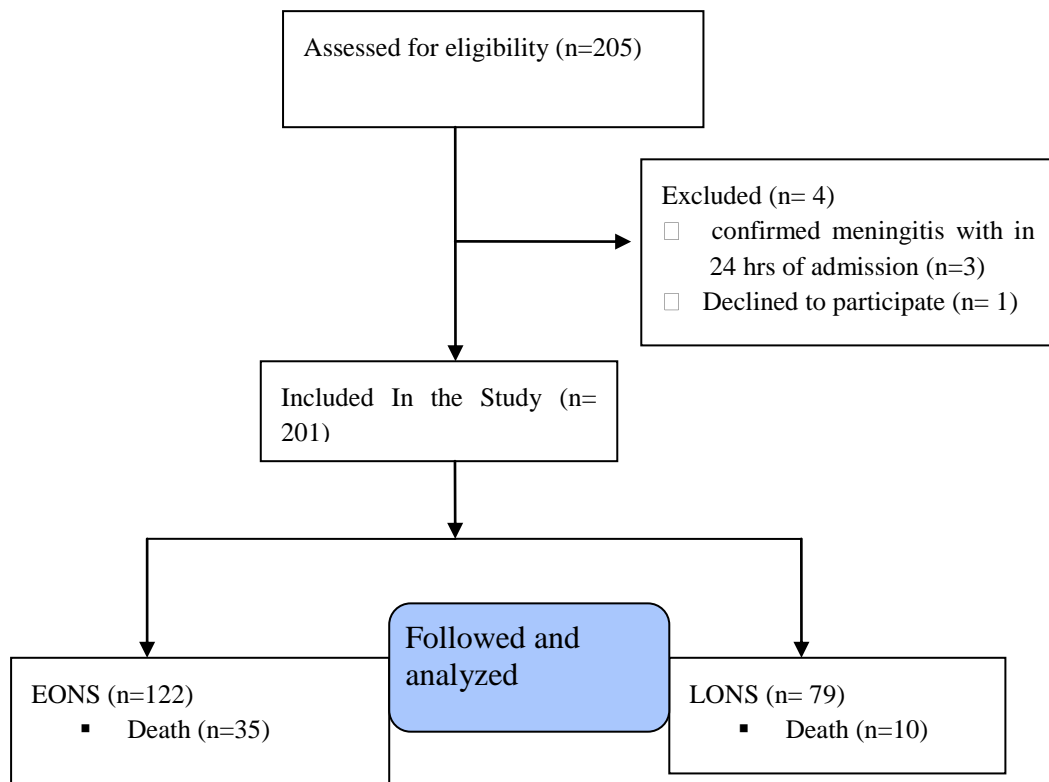 Assessed for eligibility (n=205)
Excluded (n= 4)
□ confirmed meningitis with in
24 hrs of admission (n=3)
□ Declined to participate (n= 1)
Included In the Study (n=
201)
Followed and
analyzed
EONS (n=122)
▪ Death (n=35)
LONS (n= 79)
▪ Death (n=10)